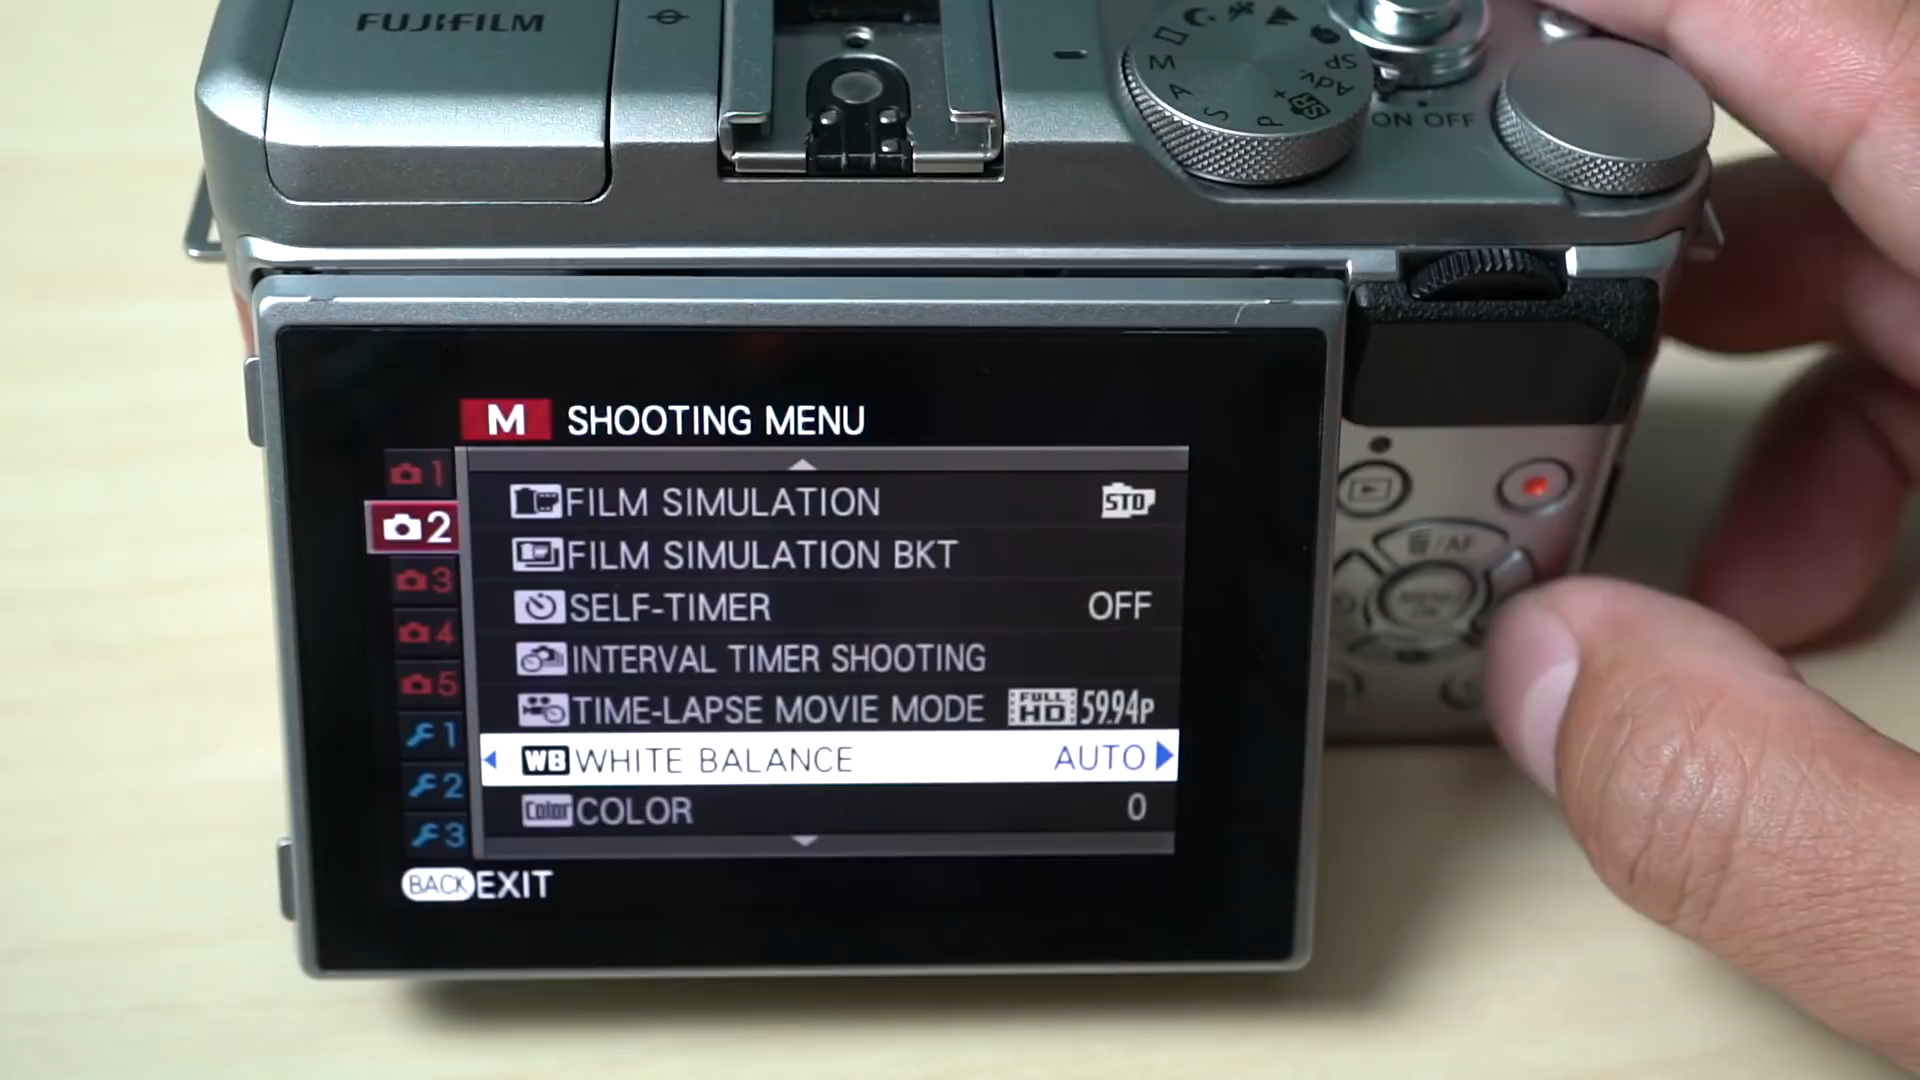 FUJIFILM
M A S P SR+ Adv. SP
ON OFF
M SHOOTING MENU
1
FILM SIMULATION STD
2
FILM SIMULATION BKT
3
SELF-TIMER OFF
4
INTERVAL TIMER SHOOTING
5
TIME-LAPSE MOVIE MODE FULL HD 59.94P
1
WB WHITE BALANCE AUTO
2
Color COLOR 0
3
BACK EXIT
/AF